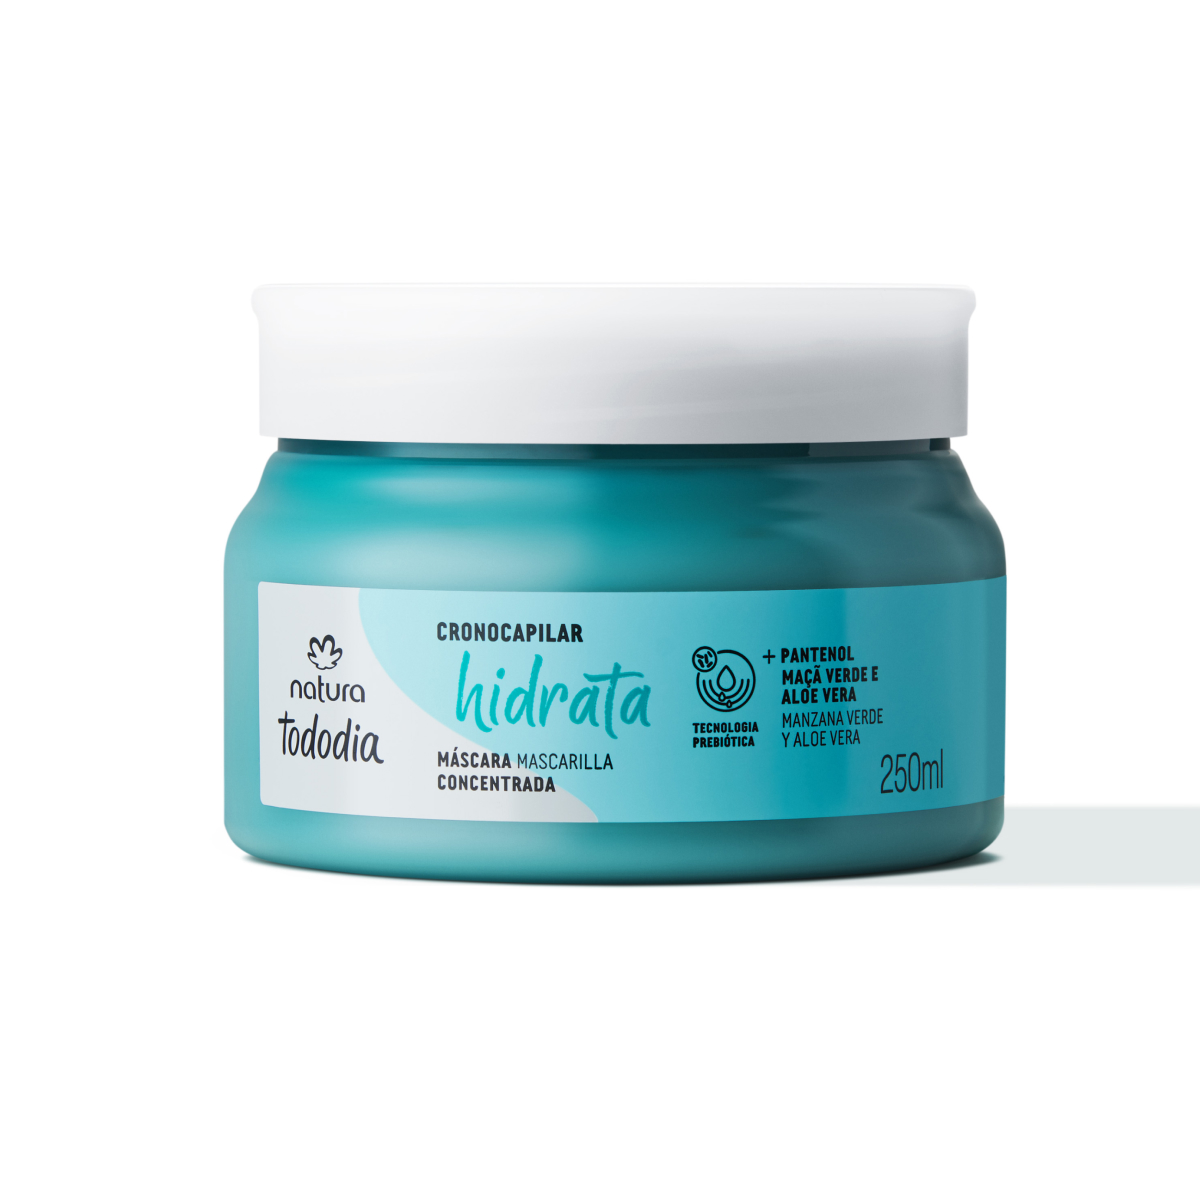 natura
tododia
CRONOCAPILAR
hidrata
MÁSCARA MASCARILLA
CONCENTRADA
TECNOLOGIA
PREBIÓTICA
+ PANTENOL
MAÇÃ VERDE E
ALOE VERA
MANZANA VERDE
Y ALOE VERA
250ml